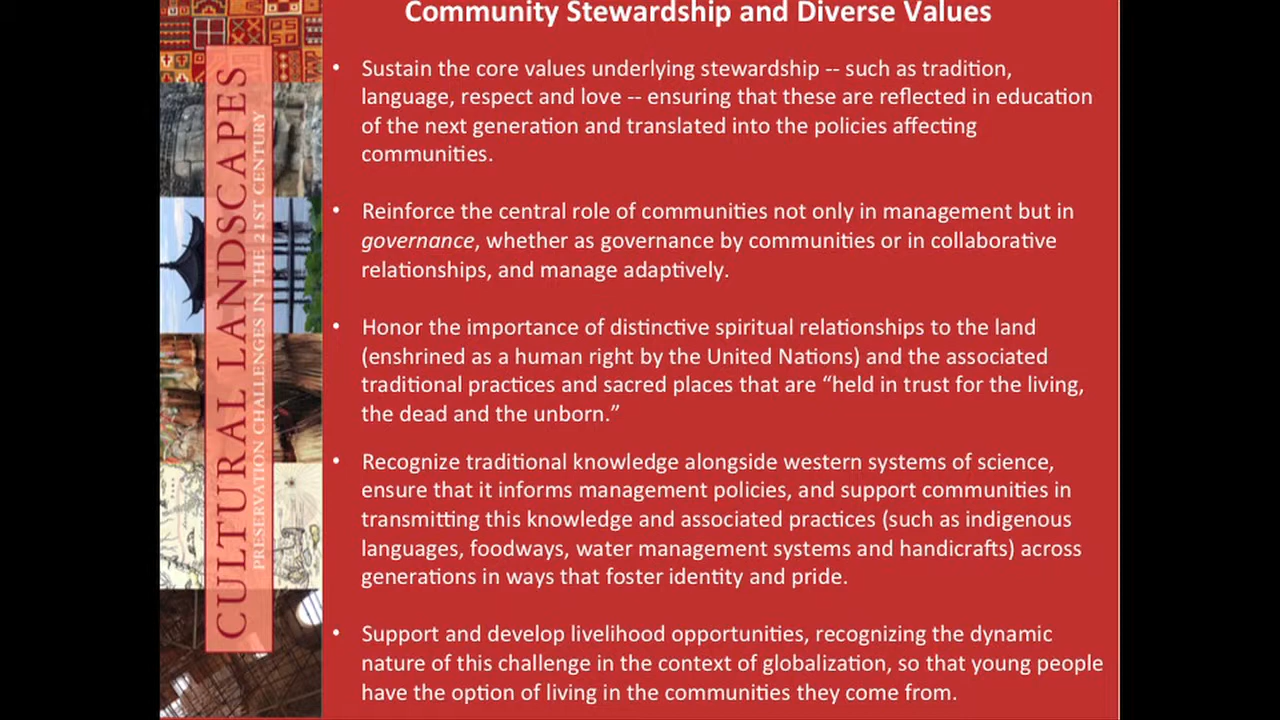 Community Stewardship and Diverse Values
CULTURAL LANDSCAPES
PRESERVATION CHALLENGES IN THE 21ST CENTURY
• Sustain the core values underlying stewardship -- such as tradition,
language, respect and love -- ensuring that these are reflected in education
of the next generation and translated into the policies affecting
communities.
• Reinforce the central role of communities not only in management but in
governance, whether as governance by communities or in collaborative
relationships, and manage adaptively.
• Honor the importance of distinctive spiritual relationships to the land
(enshrined as a human right by the United Nations) and the associated
traditional practices and sacred places that are “held in trust for the living,
the dead and the unborn.”
• Recognize traditional knowledge alongside western systems of science,
ensure that it informs management policies, and support communities in
transmitting this knowledge and associated practices (such as indigenous
languages, foodways, water management systems and handicrafts) across
generations in ways that foster identity and pride.
• Support and develop livelihood opportunities, recognizing the dynamic
nature of this challenge in the context of globalization, so that young people
have the option of living in the communities they come from.